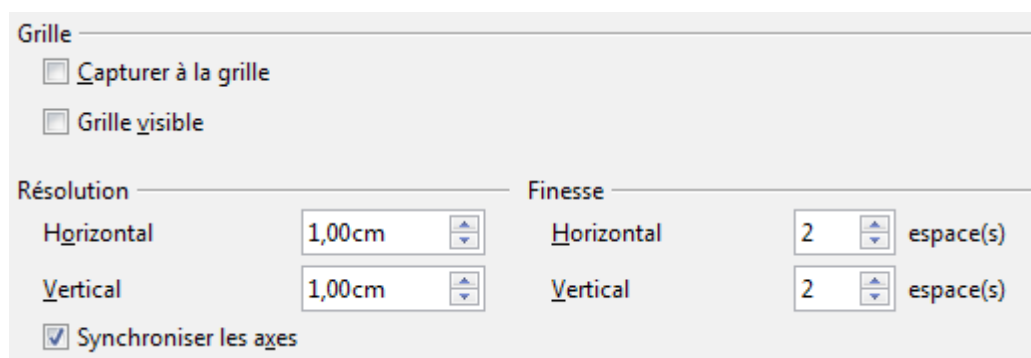 Grille
Capturer à la grille
Grille visible
Résolution
Finesse
Horizontal 1,00cm
Horizontal 2 espace(s)
Vertical 1,00cm
Vertical 2 espace(s)
Synchroniser les axes